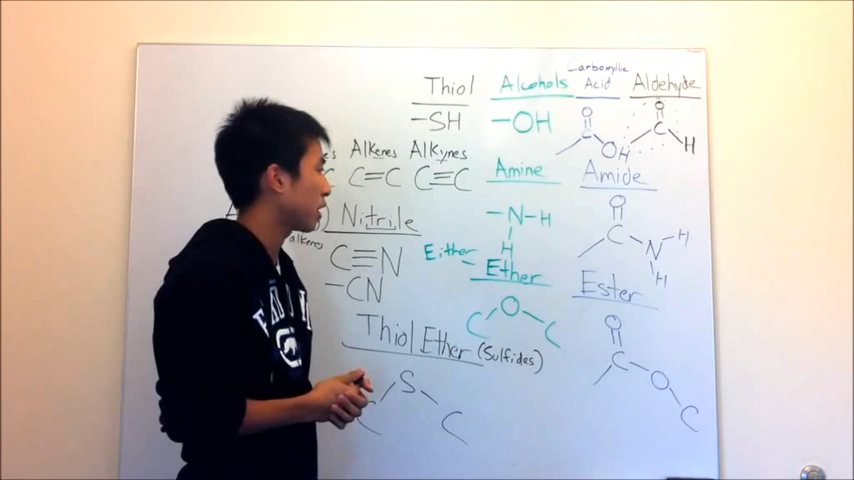 Thiol
-SH
Alcohols
-OH
Carboxylic
Acid
O
C
OH
Aldehyde
O
C
H
Alkenes
C=C
Alkynes
C≡C
Amine
-N-H
H
Amide
O
C
N-H
H
Nitrile
C≡N
-CN
alkenes
Either
- Ether
C O C
Ester
O
C
O
C
Thiol Ether (Sulfides)
S
C C